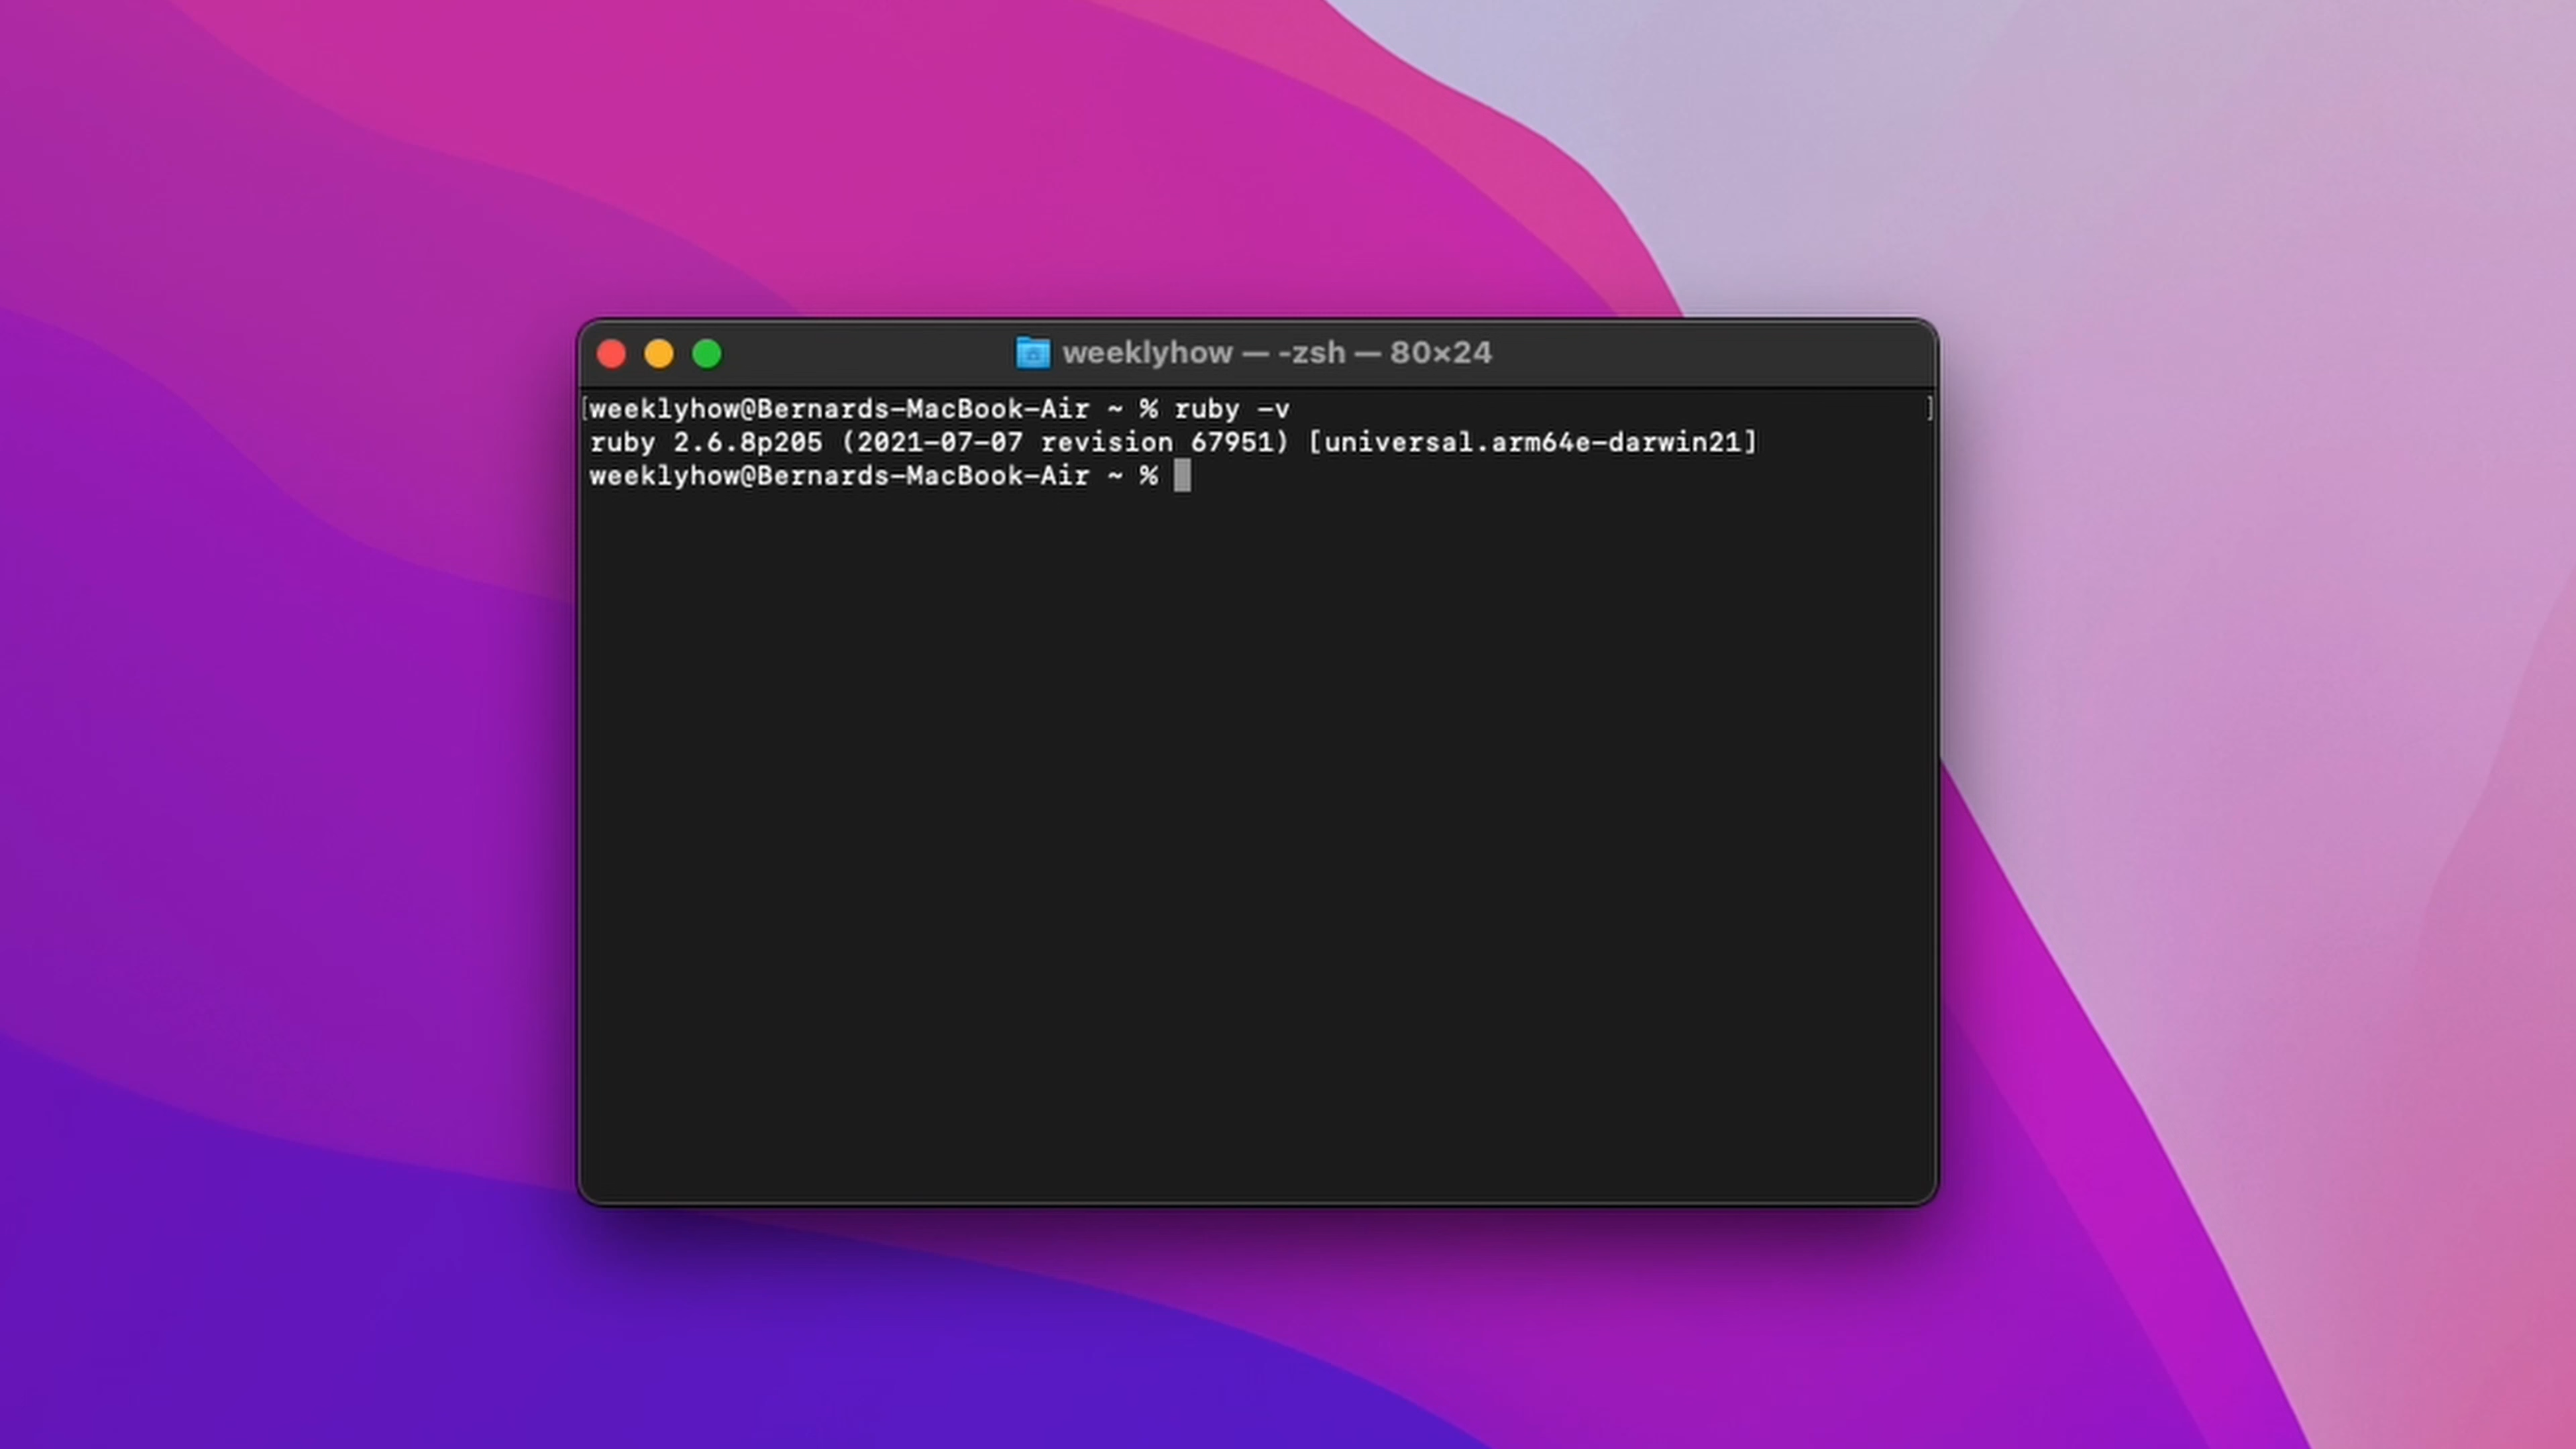 weeklyhow — -zsh — 80×24
[weeklyhow@Bernards-MacBook-Air ~ % ruby -v ]
ruby 2.6.8p205 (2021-07-07 revision 67951) [universal.arm64e-darwin21]
weeklyhow@Bernards-MacBook-Air ~ %